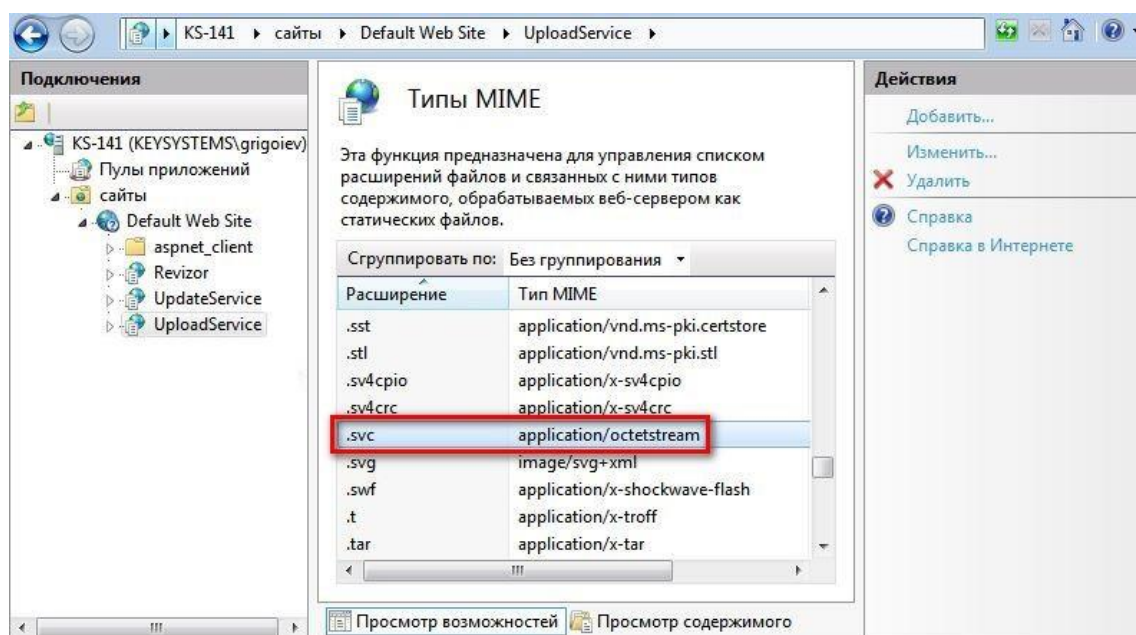 KS-141 сайты Default Web Site UploadService
Подключения
KS-141 (KEYSYSTEMS\grigoiev)
Пулы приложений
сайты
Default Web Site
aspnet_client
Revizor
UpdateService
UploadService
Типы MIME
Эта функция предназначена для управления списком
расширений файлов и связанных с ними типов
содержимого, обрабатываемых веб-сервером как
статических файлов.
Сгруппировать по: Без группирования
Расширение Тип MIME
.sst application/vnd.ms-pki.certstore
.stl application/vnd.ms-pki.stl
.sv4cpio application/x-sv4cpio
.sv4crc application/x-sv4crc
.svc application/octetstream
.svg image/svg+xml
.swf application/x-shockwave-flash
.t application/x-troff
.tar application/x-tar
Просмотр возможностей Просмотр содержимого
Действия
Добавить...
Изменить...
Удалить
Справка
Справка в Интернете